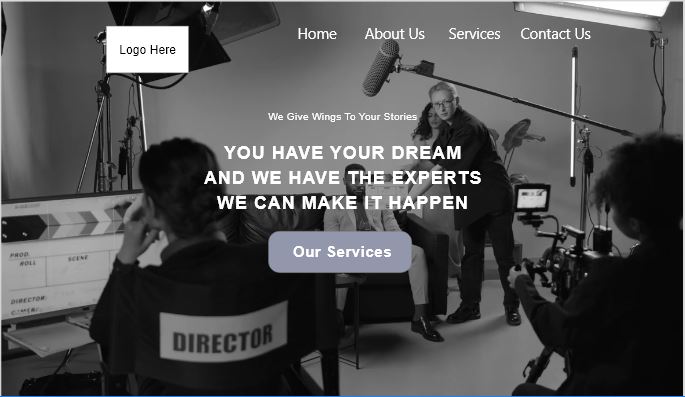 Logo Here
Home About Us Services Contact Us
We Give Wings To Your Stories
YOU HAVE YOUR DREAM
AND WE HAVE THE EXPERTS
WE CAN MAKE IT HAPPEN
Our Services
PROD.
ROLL SCENE
DIRECTOR:
DIRECTOR